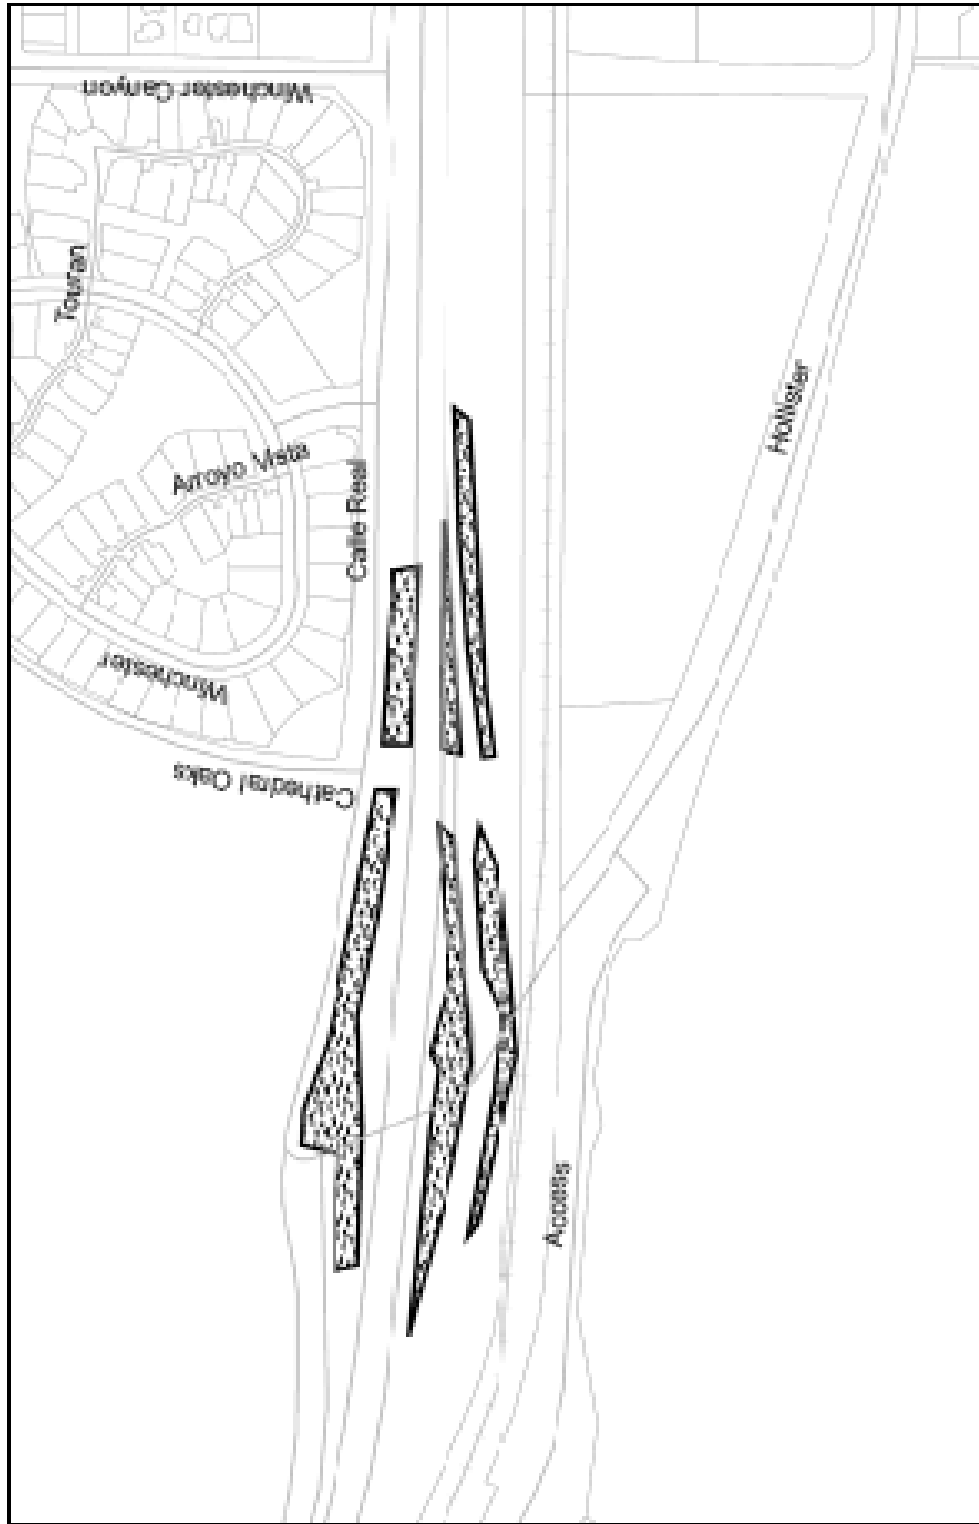 Winchester Canyon
Touran
Hollister
Arroyo Vista
Calle Real
Winchester
Cathedral Oaks
Access